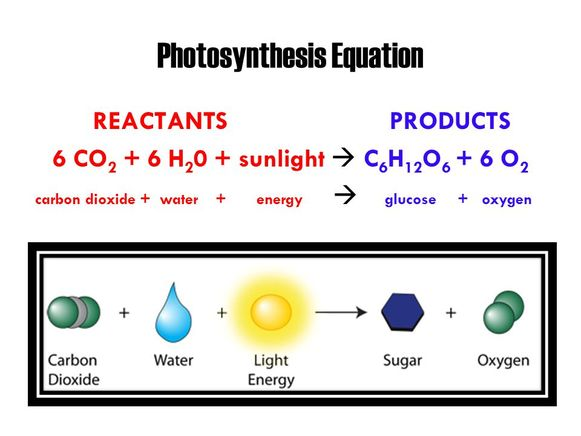 Photosynthesis Equation
REACTANTS PRODUCTS
6 CO₂ + 6 H₂0 + sunlight → C₆H₁₂O₆ + 6 O₂
carbon dioxide + water + energy → glucose + oxygen
+ + → +
Carbon Dioxide Water Light Energy Sugar Oxygen